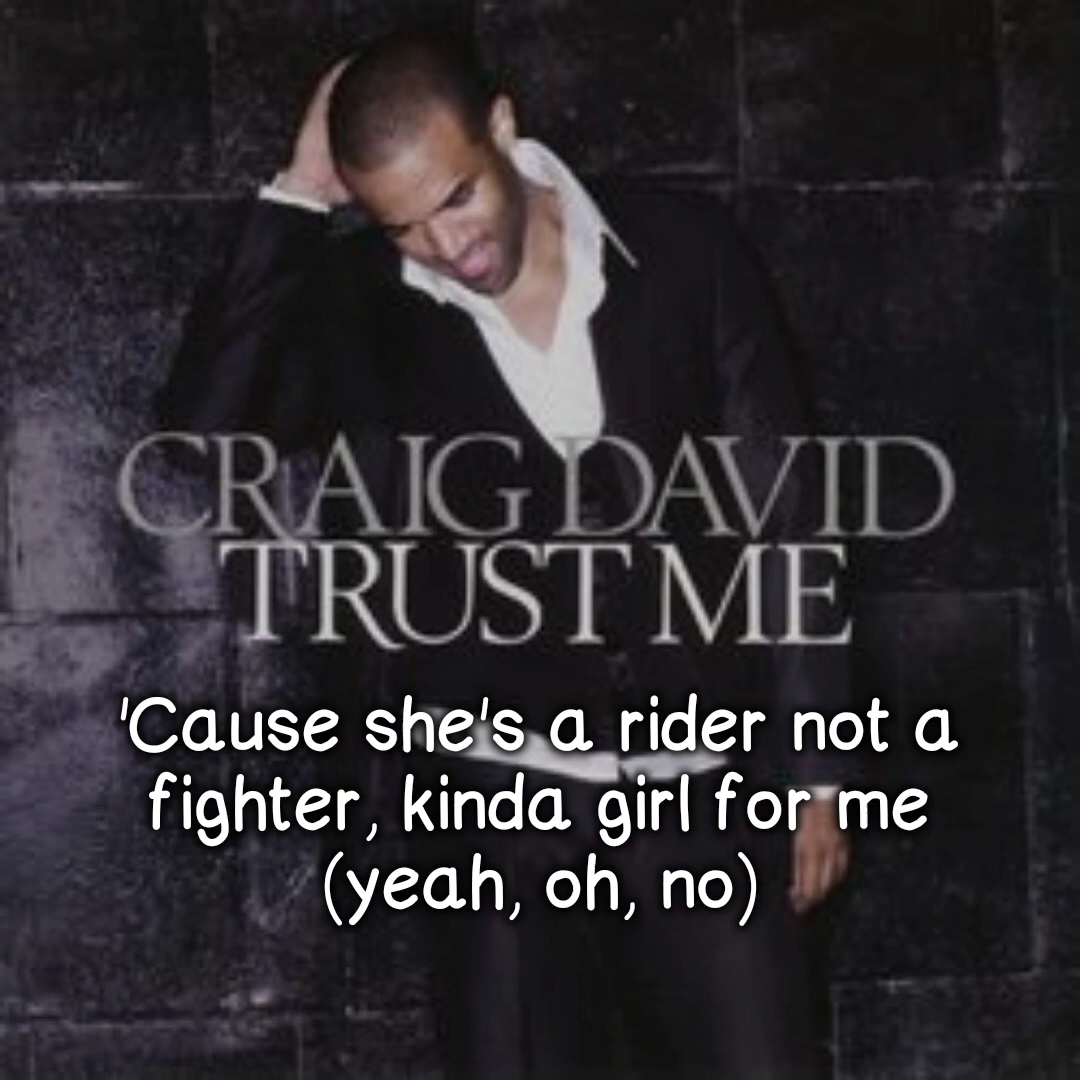 CRAIG DAVID
TRUST ME
'Cause she's a rider not a
fighter, kinda girl for me
(yeah, oh, no)